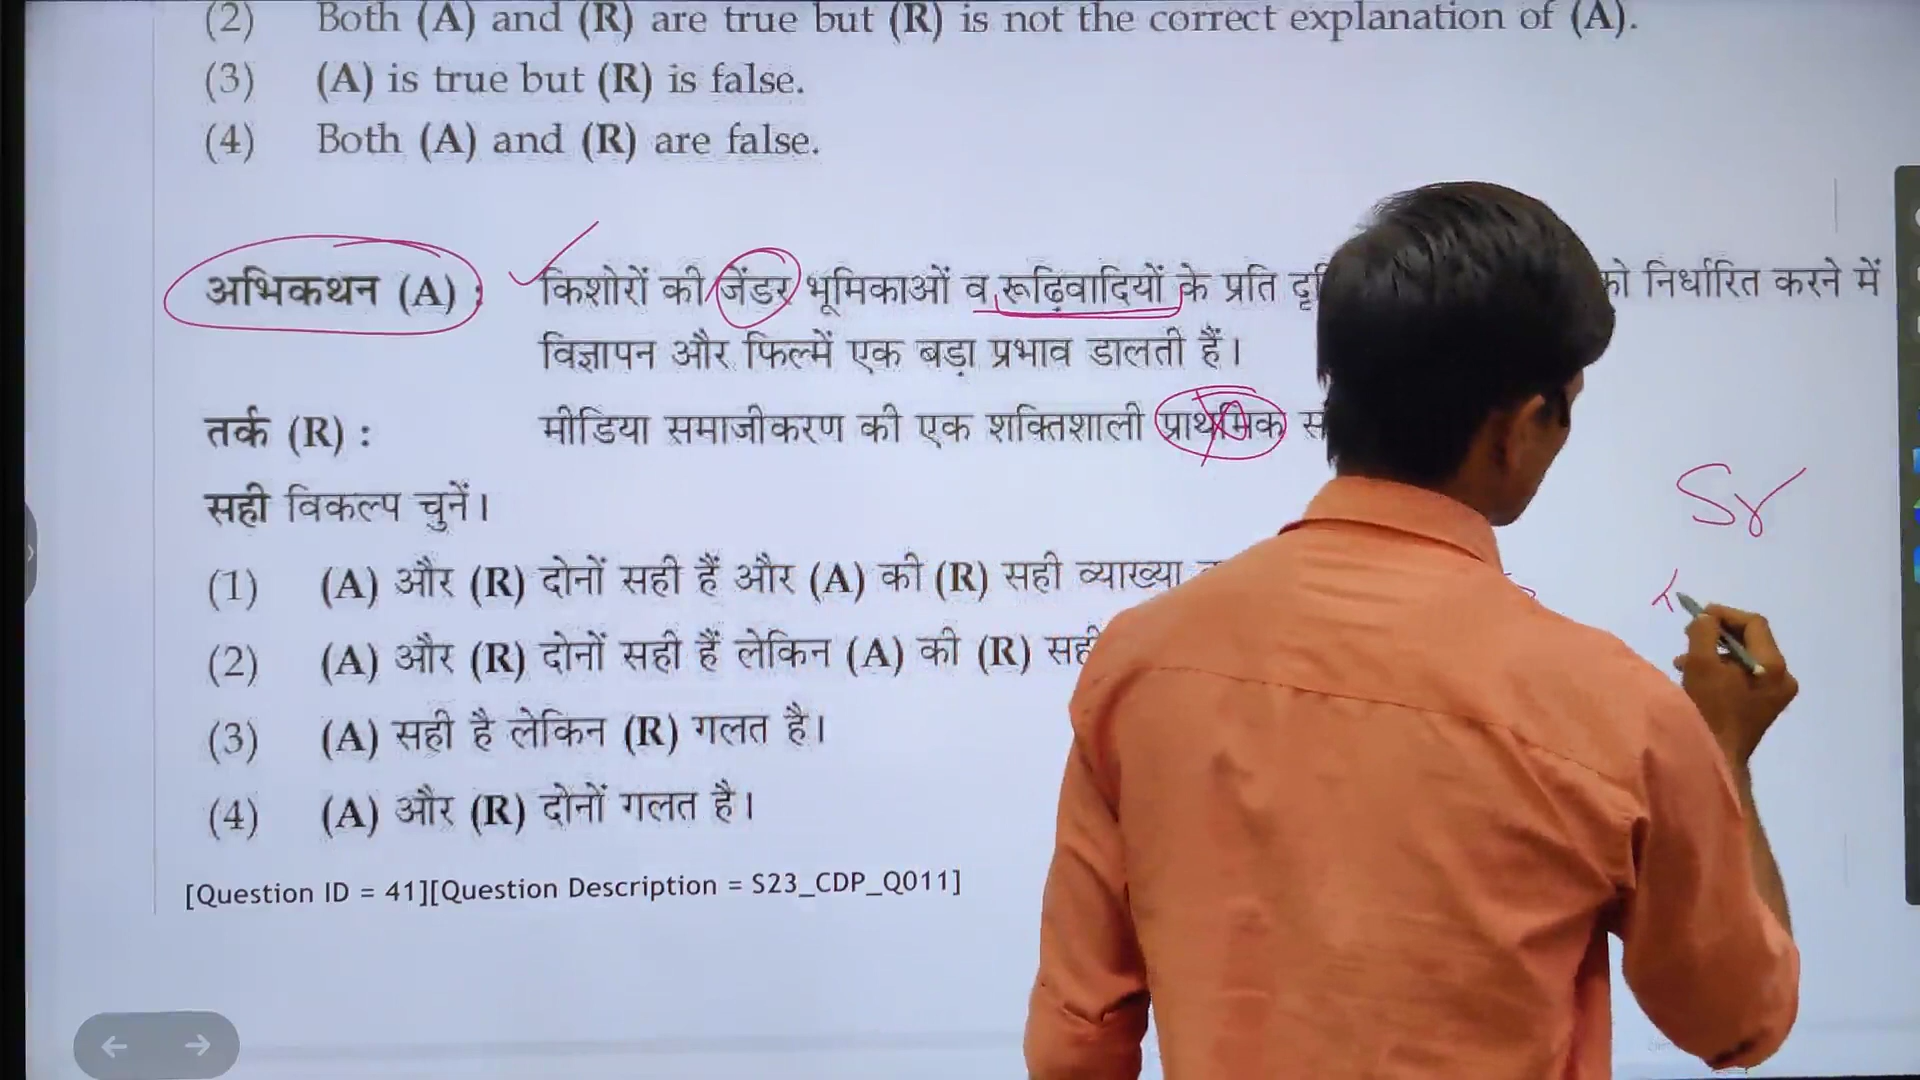 (2) Both (A) and (R) are true but (R) is not the correct explanation of (A).
(3) (A) is true but (R) is false.
(4) Both (A) and (R) are false.
अभिकथन (A) : किशोरों की जेंडर भूमिकाओं व रूढ़िवादियों के प्रति को निर्धारित करने में
विज्ञापन और फिल्में एक बड़ा प्रभाव डालती हैं।
तर्क (R) : मीडिया समाजीकरण की एक शक्तिशाली प्राथमिक
सही विकल्प चुनें।
Sr
(1) (A) और (R) दोनों सही हैं और (A) की (R) सही व्याख्या
(2) (A) और (R) दोनों सही हैं लेकिन (A) की (R) सही
(3) (A) सही है लेकिन (R) गलत है।
(4) (A) और (R) दोनों गलत है।
[Question ID = 41][Question Description = S23_CDP_Q011]